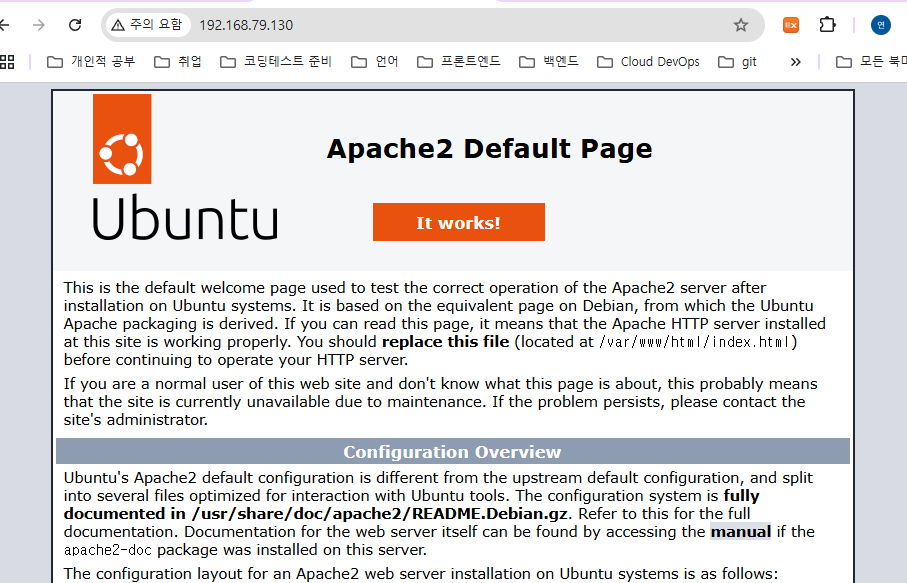 주의 요함
192.168.79.130
연
개인적 공부
취업
코딩테스트 준비
언어
프론트엔드
백엔드
Cloud DevOps
git
모든 북마
Ubuntu
Apache2 Default Page
It works!
This is the default welcome page used to test the correct operation of the Apache2 server after
installation on Ubuntu systems. It is based on the equivalent page on Debian, from which the Ubuntu
Apache packaging is derived. If you can read this page, it means that the Apache HTTP server installed
at this site is working properly. You should replace this file (located at /var/www/html/index.html)
before continuing to operate your HTTP server.
If you are a normal user of this web site and don't know what this page is about, this probably means
that the site is currently unavailable due to maintenance. If the problem persists, please contact the
site's administrator.
Configuration Overview
Ubuntu's Apache2 default configuration is different from the upstream default configuration, and split
into several files optimized for interaction with Ubuntu tools. The configuration system is fully
documented in /usr/share/doc/apache2/README.Debian.gz. Refer to this for the full
documentation. Documentation for the web server itself can be found by accessing the manual if the
apache2-doc package was installed on this server.
The configuration layout for an Apache2 web server installation on Ubuntu systems is as follows: